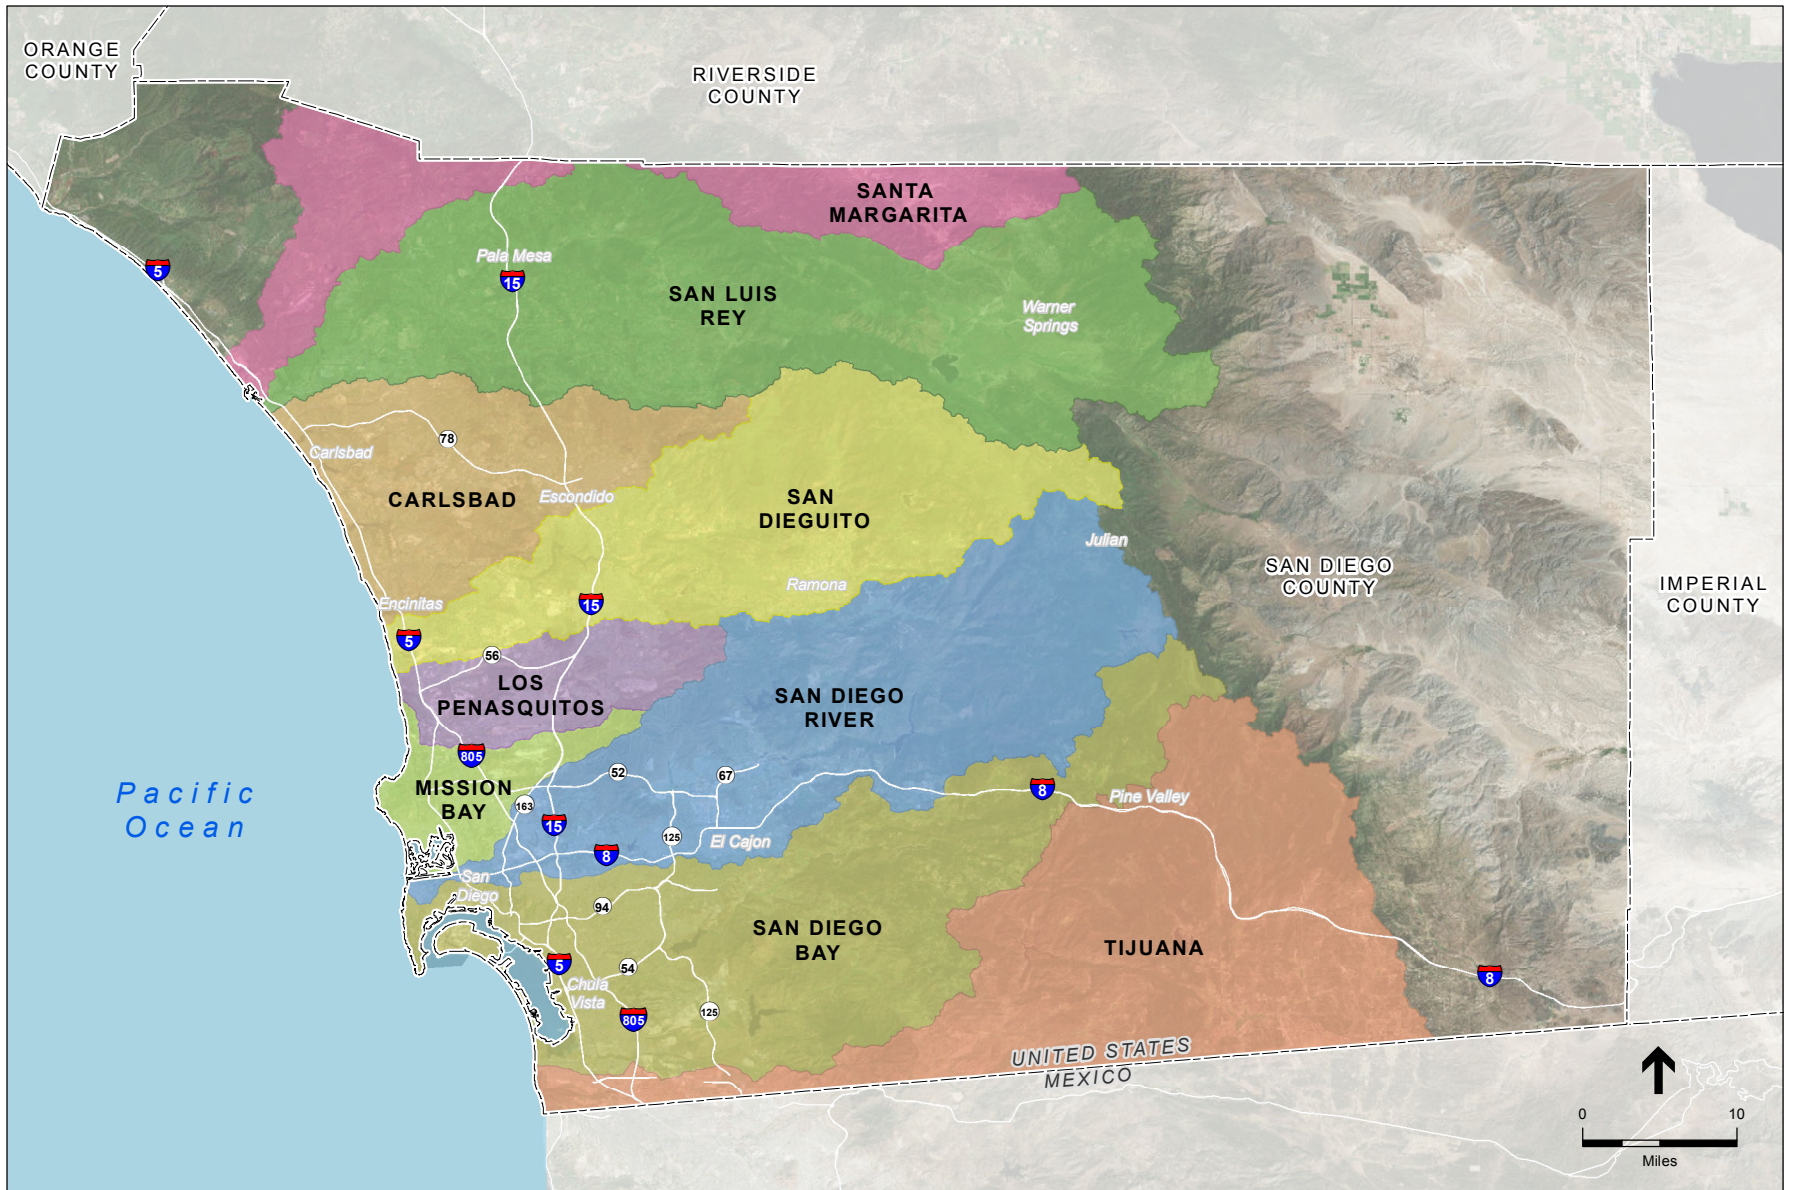 ORANGE
COUNTY
RIVERSIDE
COUNTY
SANTA
MARGARITA
Pala Mesa
5
15
SAN LUIS
REY
Warner
Springs
78
Carlsbad
CARLSBAD
Escondido
SAN
DIEGUITO
Julian
SAN DIEGO
COUNTY
IMPERIAL
COUNTY
Ramona
Encinitas
15
5
56
LOS
PENASQUITOS
SAN DIEGO
RIVER
805
52
67
MISSION
BAY
8
Pine Valley
Pacific
Ocean
163
15
125
El Cajon
8
San
Diego
94
SAN DIEGO
BAY
TIJUANA
5
54
8
Chula
Vista
805
125
UNITED STATES
MEXICO
0 10
Miles